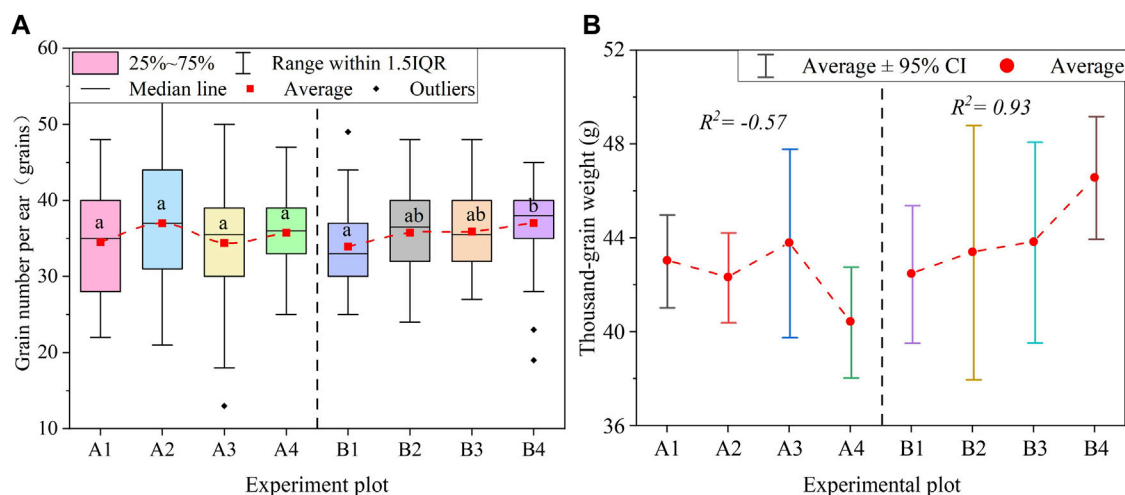 A
60
25%~75%
Range within 1.5IQR
Median line
Average
Outliers
50
40
30
20
10
Grain number per ear（grains）
a
a
a
a
a
ab
ab
b
A1 A2 A3 A4 B1 B2 B3 B4
Experiment plot
B
52
Average ± 95% CI
Average
R²= -0.57
R²= 0.93
48
44
40
36
Thousand-grain weight (g)
A1 A2 A3 A4 B1 B2 B3 B4
Experimental plot